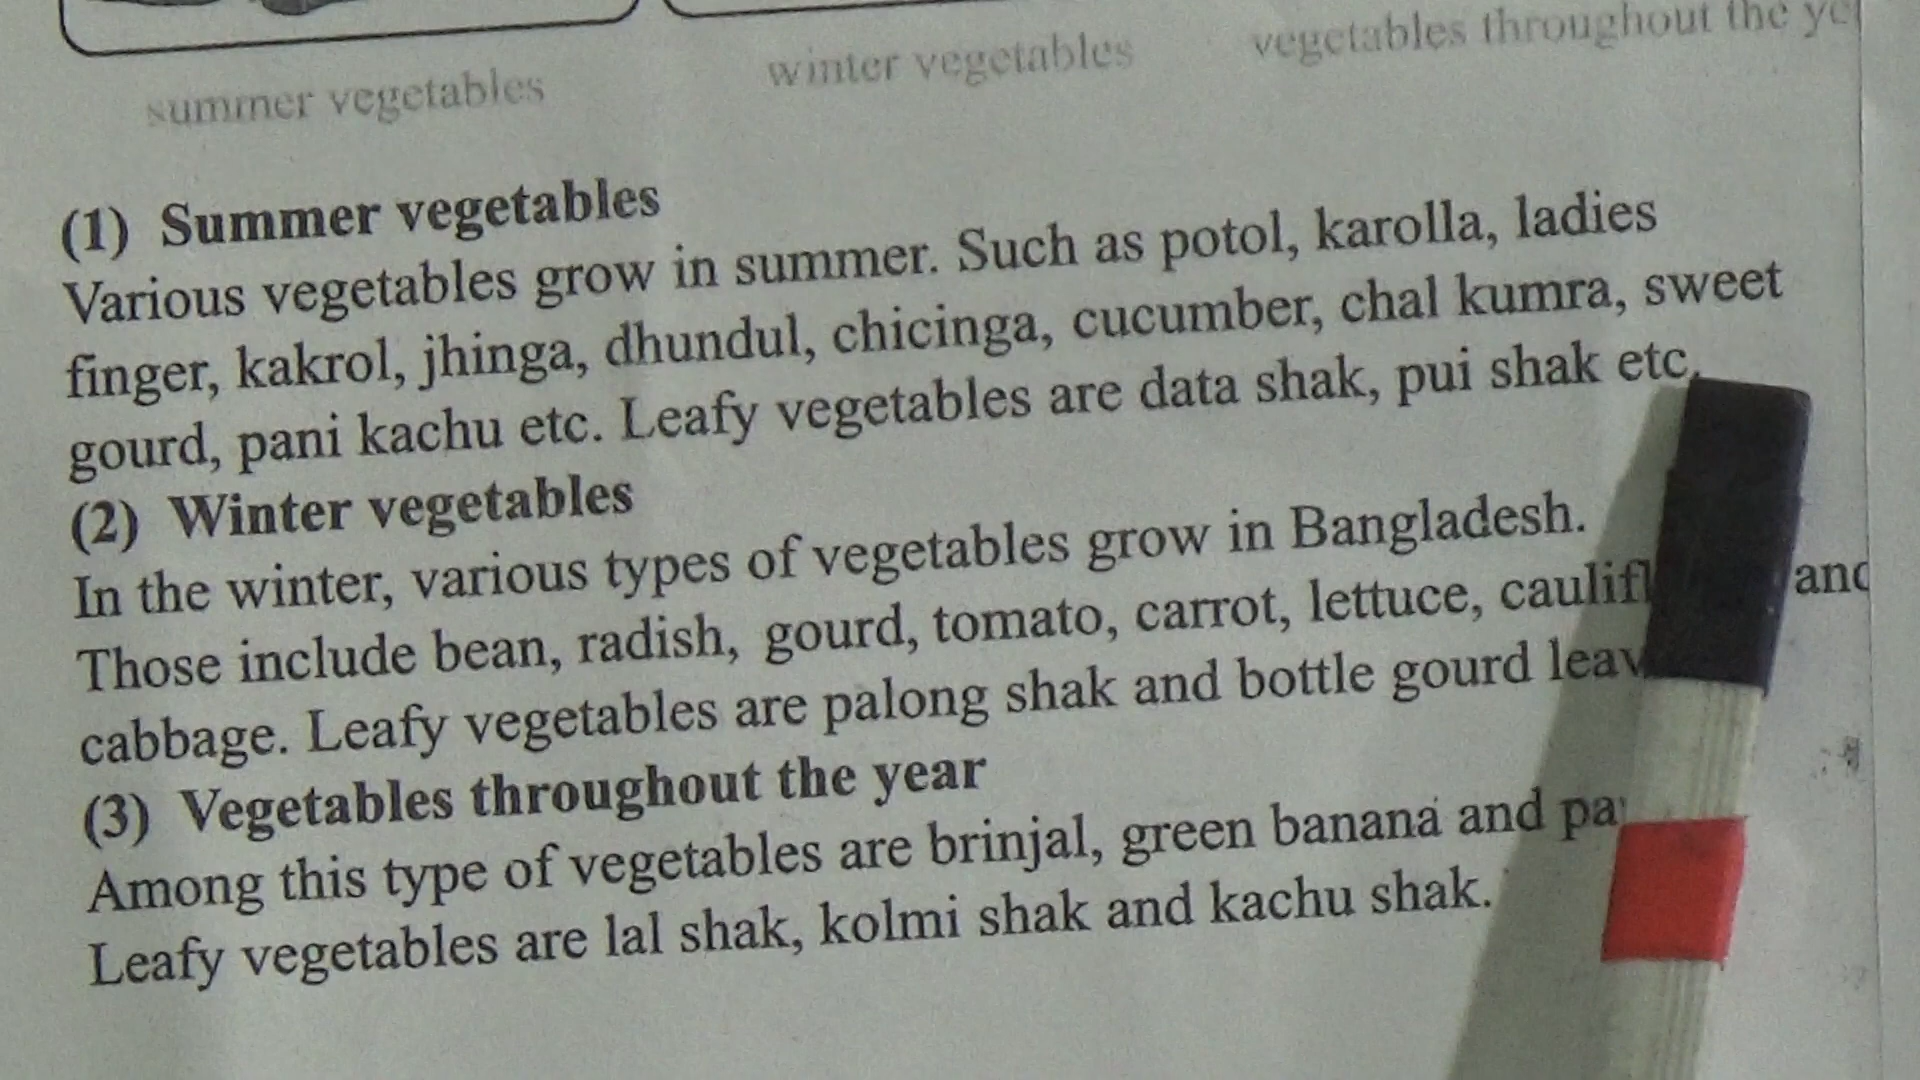 summer vegetables
winter vegetables
vegetables throughout the
(1) Summer vegetables
Various vegetables grow in summer. Such as potol, karolla, ladies
finger, kakrol, jhinga, dhundul, chicinga, cucumber, chal kumra, sweet
gourd, pani kachu etc. Leafy vegetables are data shak, pui shak etc.
(2) Winter vegetables
In the winter, various types of vegetables grow in Bangladesh.
Those include bean, radish, gourd, tomato, carrot, lettuce, and
cabbage. Leafy vegetables are palong shak and bottle gourd
(3) Vegetables throughout the year
Among this type of vegetables are brinjal, green banana and
Leafy vegetables are lal shak, kolmi shak and kachu shak.